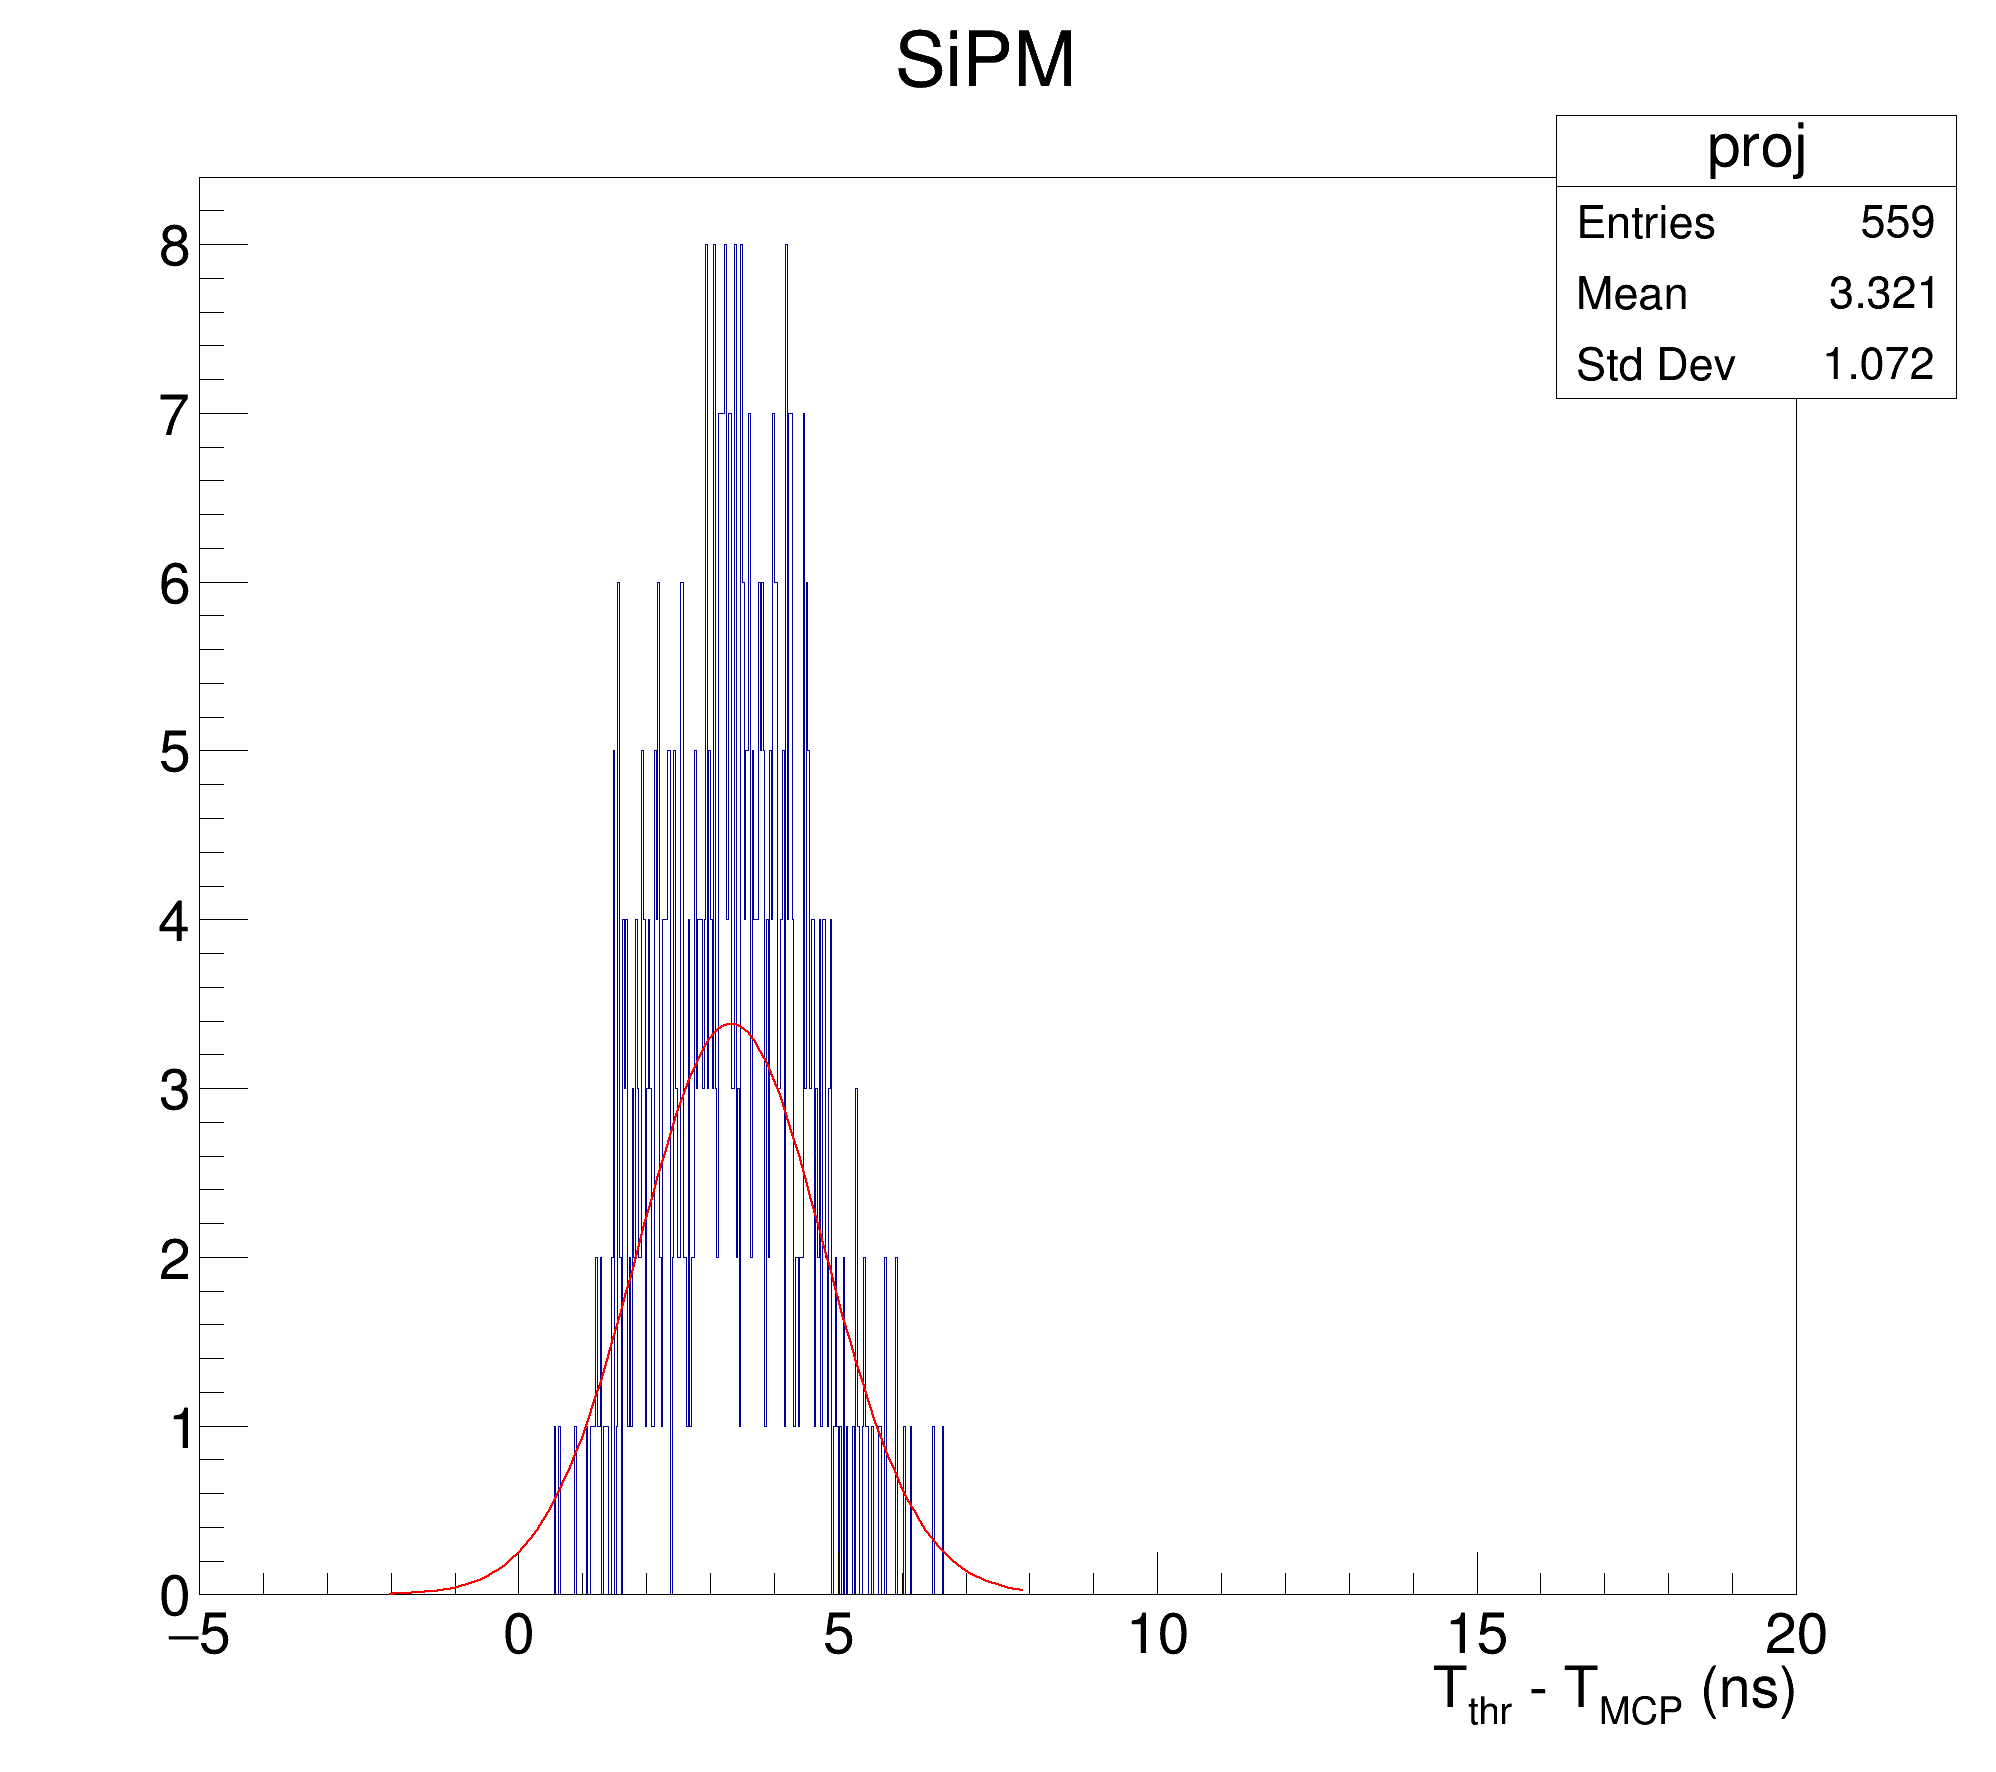 SiPM
proj
Entries 559
Mean 3.321
Std Dev 1.072
8
7
6
5
4
3
2
1
0
−5 0 5 10 15 20
T_thr - T_MCP (ns)